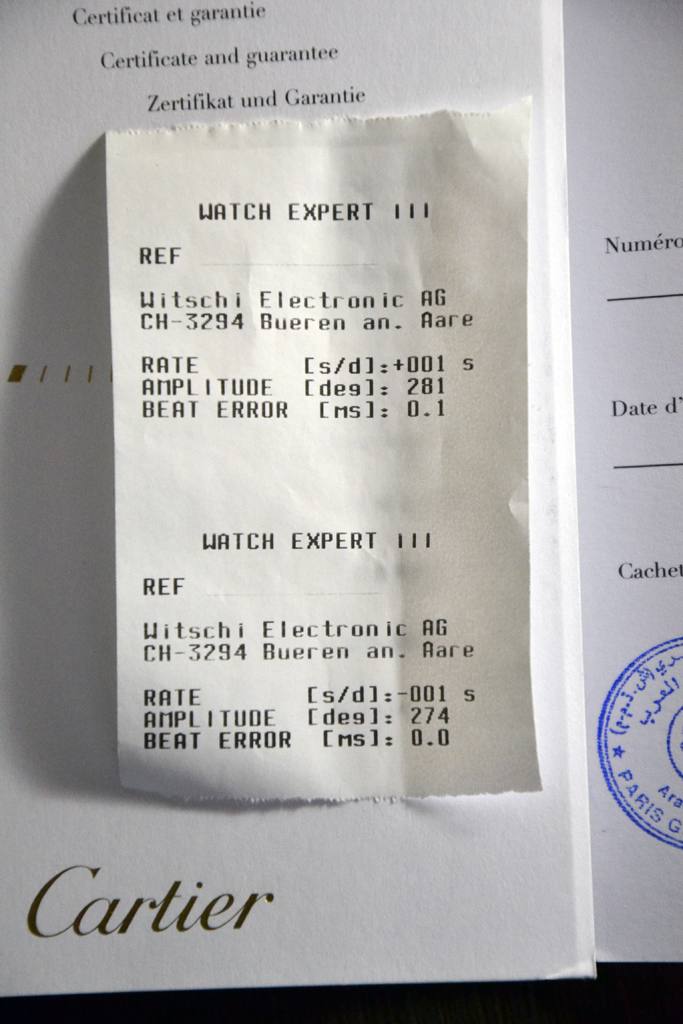 Certificat et garantie
Certificate and guarantee
Zertifikat und Garantie
WATCH EXPERT III
REF
Witschi Electronic AG
CH-3294 Bueren an. Aare
RATE [s/d]:+001 s
AMPLITUDE [deg]: 281
BEAT ERROR [ms]: 0.1
WATCH EXPERT III
REF
Witschi Electronic AG
CH-3294 Bueren an. Aare
RATE [s/d]:-001 s
AMPLITUDE [deg]: 274
BEAT ERROR [ms]: 0.0
Cartier
Numéro
Date d'
Cachet
PARIS G